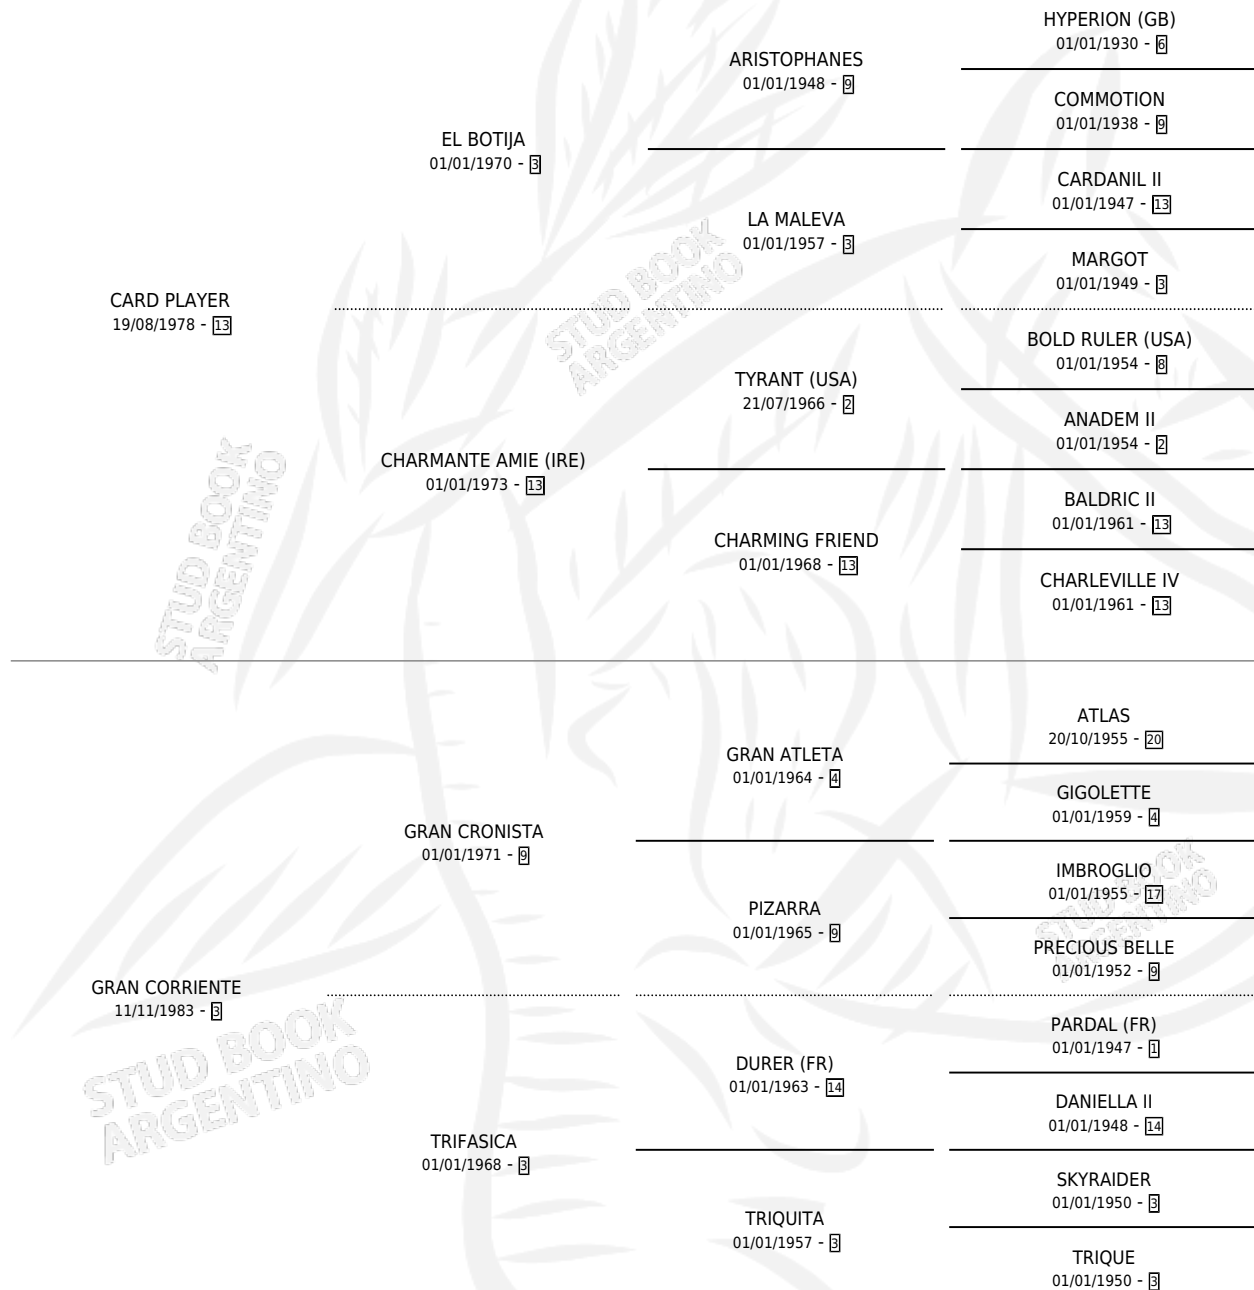 HYPERION (GB)
01/01/1930 - 6
ARISTOPHANES
01/01/1948 - 9
COMMOTION
01/01/1938 - 9
EL BOTIJA
01/01/1970 - 3
CARDANIL II
01/01/1947 - 13
LA MALEVA
01/01/1957 - 3
MARGOT
01/01/1949 - 3
CARD PLAYER
19/08/1978 - 13
STUD BOOK
ARGENTINO
BOLD RULER (USA)
01/01/1954 - 8
TYRANT (USA)
21/07/1966 - 2
ANADEM II
01/01/1954 - 2
CHARMANTE AMIE (IRE)
01/01/1973 - 13
BALDRIC II
01/01/1961 - 13
CHARMING FRIEND
01/01/1968 - 13
CHARLEVILLE IV
01/01/1961 - 13
STUD BOOK
ARGENTINO
ATLAS
20/10/1955 - 20
GRAN ATLETA
01/01/1964 - 4
GIGOLETTE
01/01/1959 - 4
GRAN CRONISTA
01/01/1971 - 9
IMBROGLIO
01/01/1955 - 17
PIZARRA
01/01/1965 - 9
PRECIOUS BELLE
01/01/1952 - 9
STUD BOOK
ARGENTINO
GRAN CORRIENTE
11/11/1983 - 3
PARDAL (FR)
01/01/1947 - 1
DURER (FR)
01/01/1963 - 14
DANIELLA II
01/01/1948 - 14
STUD BOOK
ARGENTINO
TRIFASICA
01/01/1968 - 3
SKYRAIDER
01/01/1950 - 3
TRIQUITA
01/01/1957 - 3
TRIQUE
01/01/1950 - 3